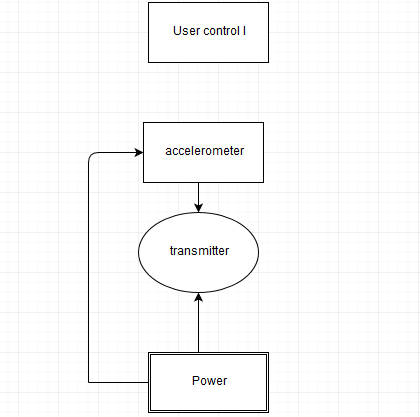 User control l
accelerometer
transmitter
Power